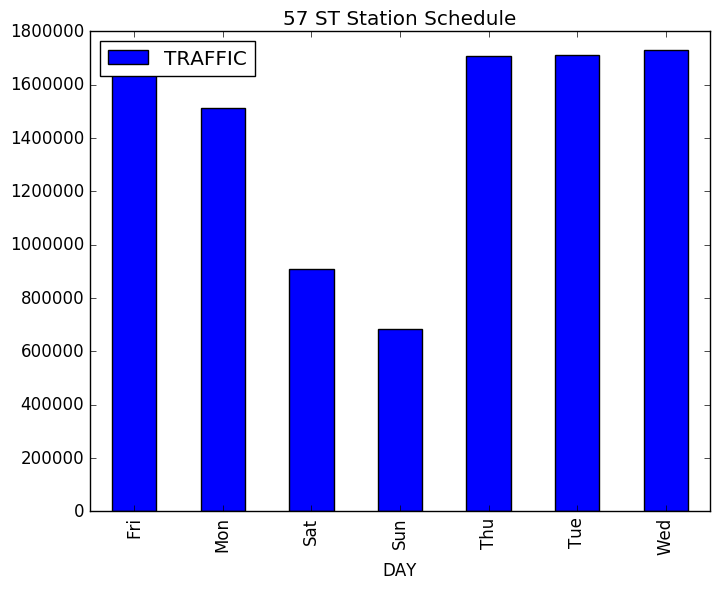 57 ST Station Schedule
TRAFFIC
1800000
1600000
1400000
1200000
1000000
800000
600000
400000
200000
0
Fri
Mon
Sat
Sun
Thu
Tue
Wed
DAY